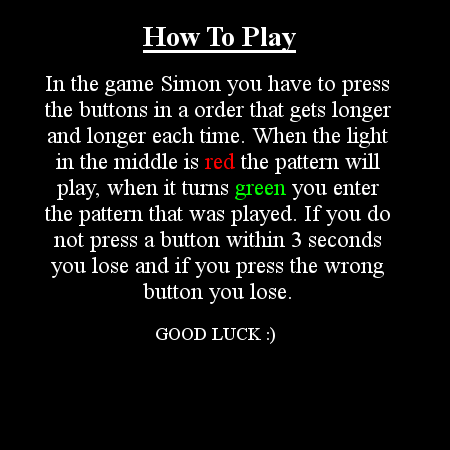 How To Play
In the game Simon you have to press
the buttons in a order that gets longer
and longer each time. When the light
in the middle is red the pattern will
play, when it turns green you enter
the pattern that was played. If you do
not press a button within 3 seconds
you lose and if you press the wrong
button you lose.
GOOD LUCK :)